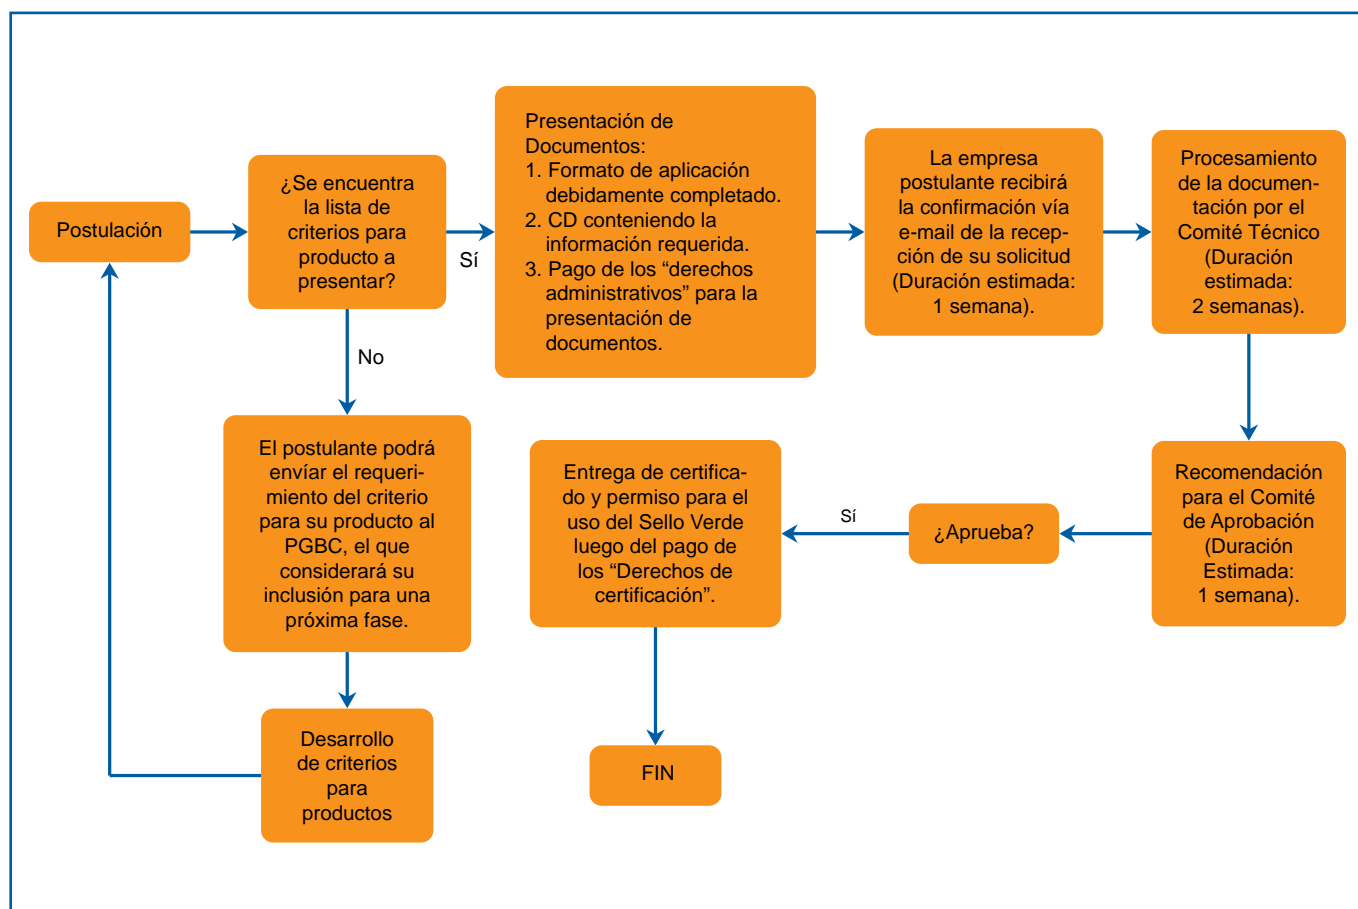 Postulación
¿Se encuentra
la lista de
criterios para
producto a
presentar?
Sí
Presentación de
Documentos:
1. Formato de aplicación
debidamente completado.
2. CD conteniendo la
información requerida.
3. Pago de los “derechos
administrativos” para la
presentación de
documentos.
La empresa
postulante recibirá
la confirmación vía
e-mail de la recep-
ción de su solicitud
(Duración estimada:
1 semana).
Procesamiento
de la documen-
tación por el
Comité Técnico
(Duración
estimada:
2 semanas).
No
El postulante podrá
envíar el requeri-
miento del criterio
para su producto al
PGBC, el que
considerará su
inclusión para una
próxima fase.
Desarrollo
de criterios
para
productos
Recomendación
para el Comité
de Aprobación
(Duración
Estimada:
1 semana).
¿Aprueba?
Sí
Entrega de certifica-
do y permiso para el
uso del Sello Verde
luego del pago de
los “Derechos de
certificación”.
FIN